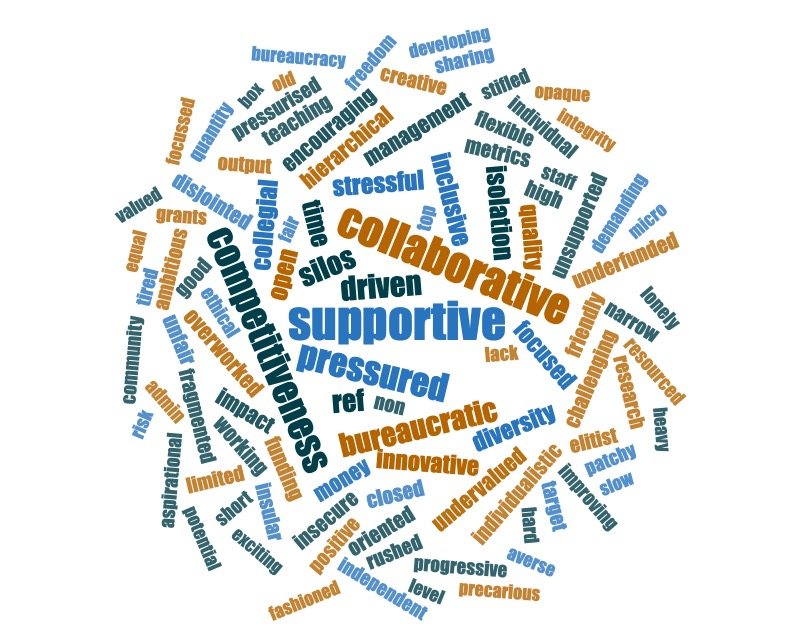 bureaucracy
freedom
developing
sharing
creative
old
box
pressurised
teaching
quantity
focussed
encouraging
hierarchical
management
stifled
opaque
individual
integrity
flexible
metrics
output
stressful
inclusive
isolation
staff
high
quality
unsupported
demanding
micro
underfunded
valued
disjointed
grants
collegial
fair
time
top
collaborative
equal
ambitious
good
tired
open
silos
driven
competitiveness
ethical
supportive
unfair
overworked
pressured
lack
focused
friendly
narrow
lonely
challenging
resourced
research
community
fragmented
admin
risk
impact
ref
non
bureaucratic
diversity
heavy
working
funding
innovative
undervalued
individualistic
elitist
patchy
slow
aspirational
limited
money
closed
insular
short
insecure
positive
oriented
rushed
target
improving
hard
potential
exciting
progressive
averse
independent
level
precarious
fashioned